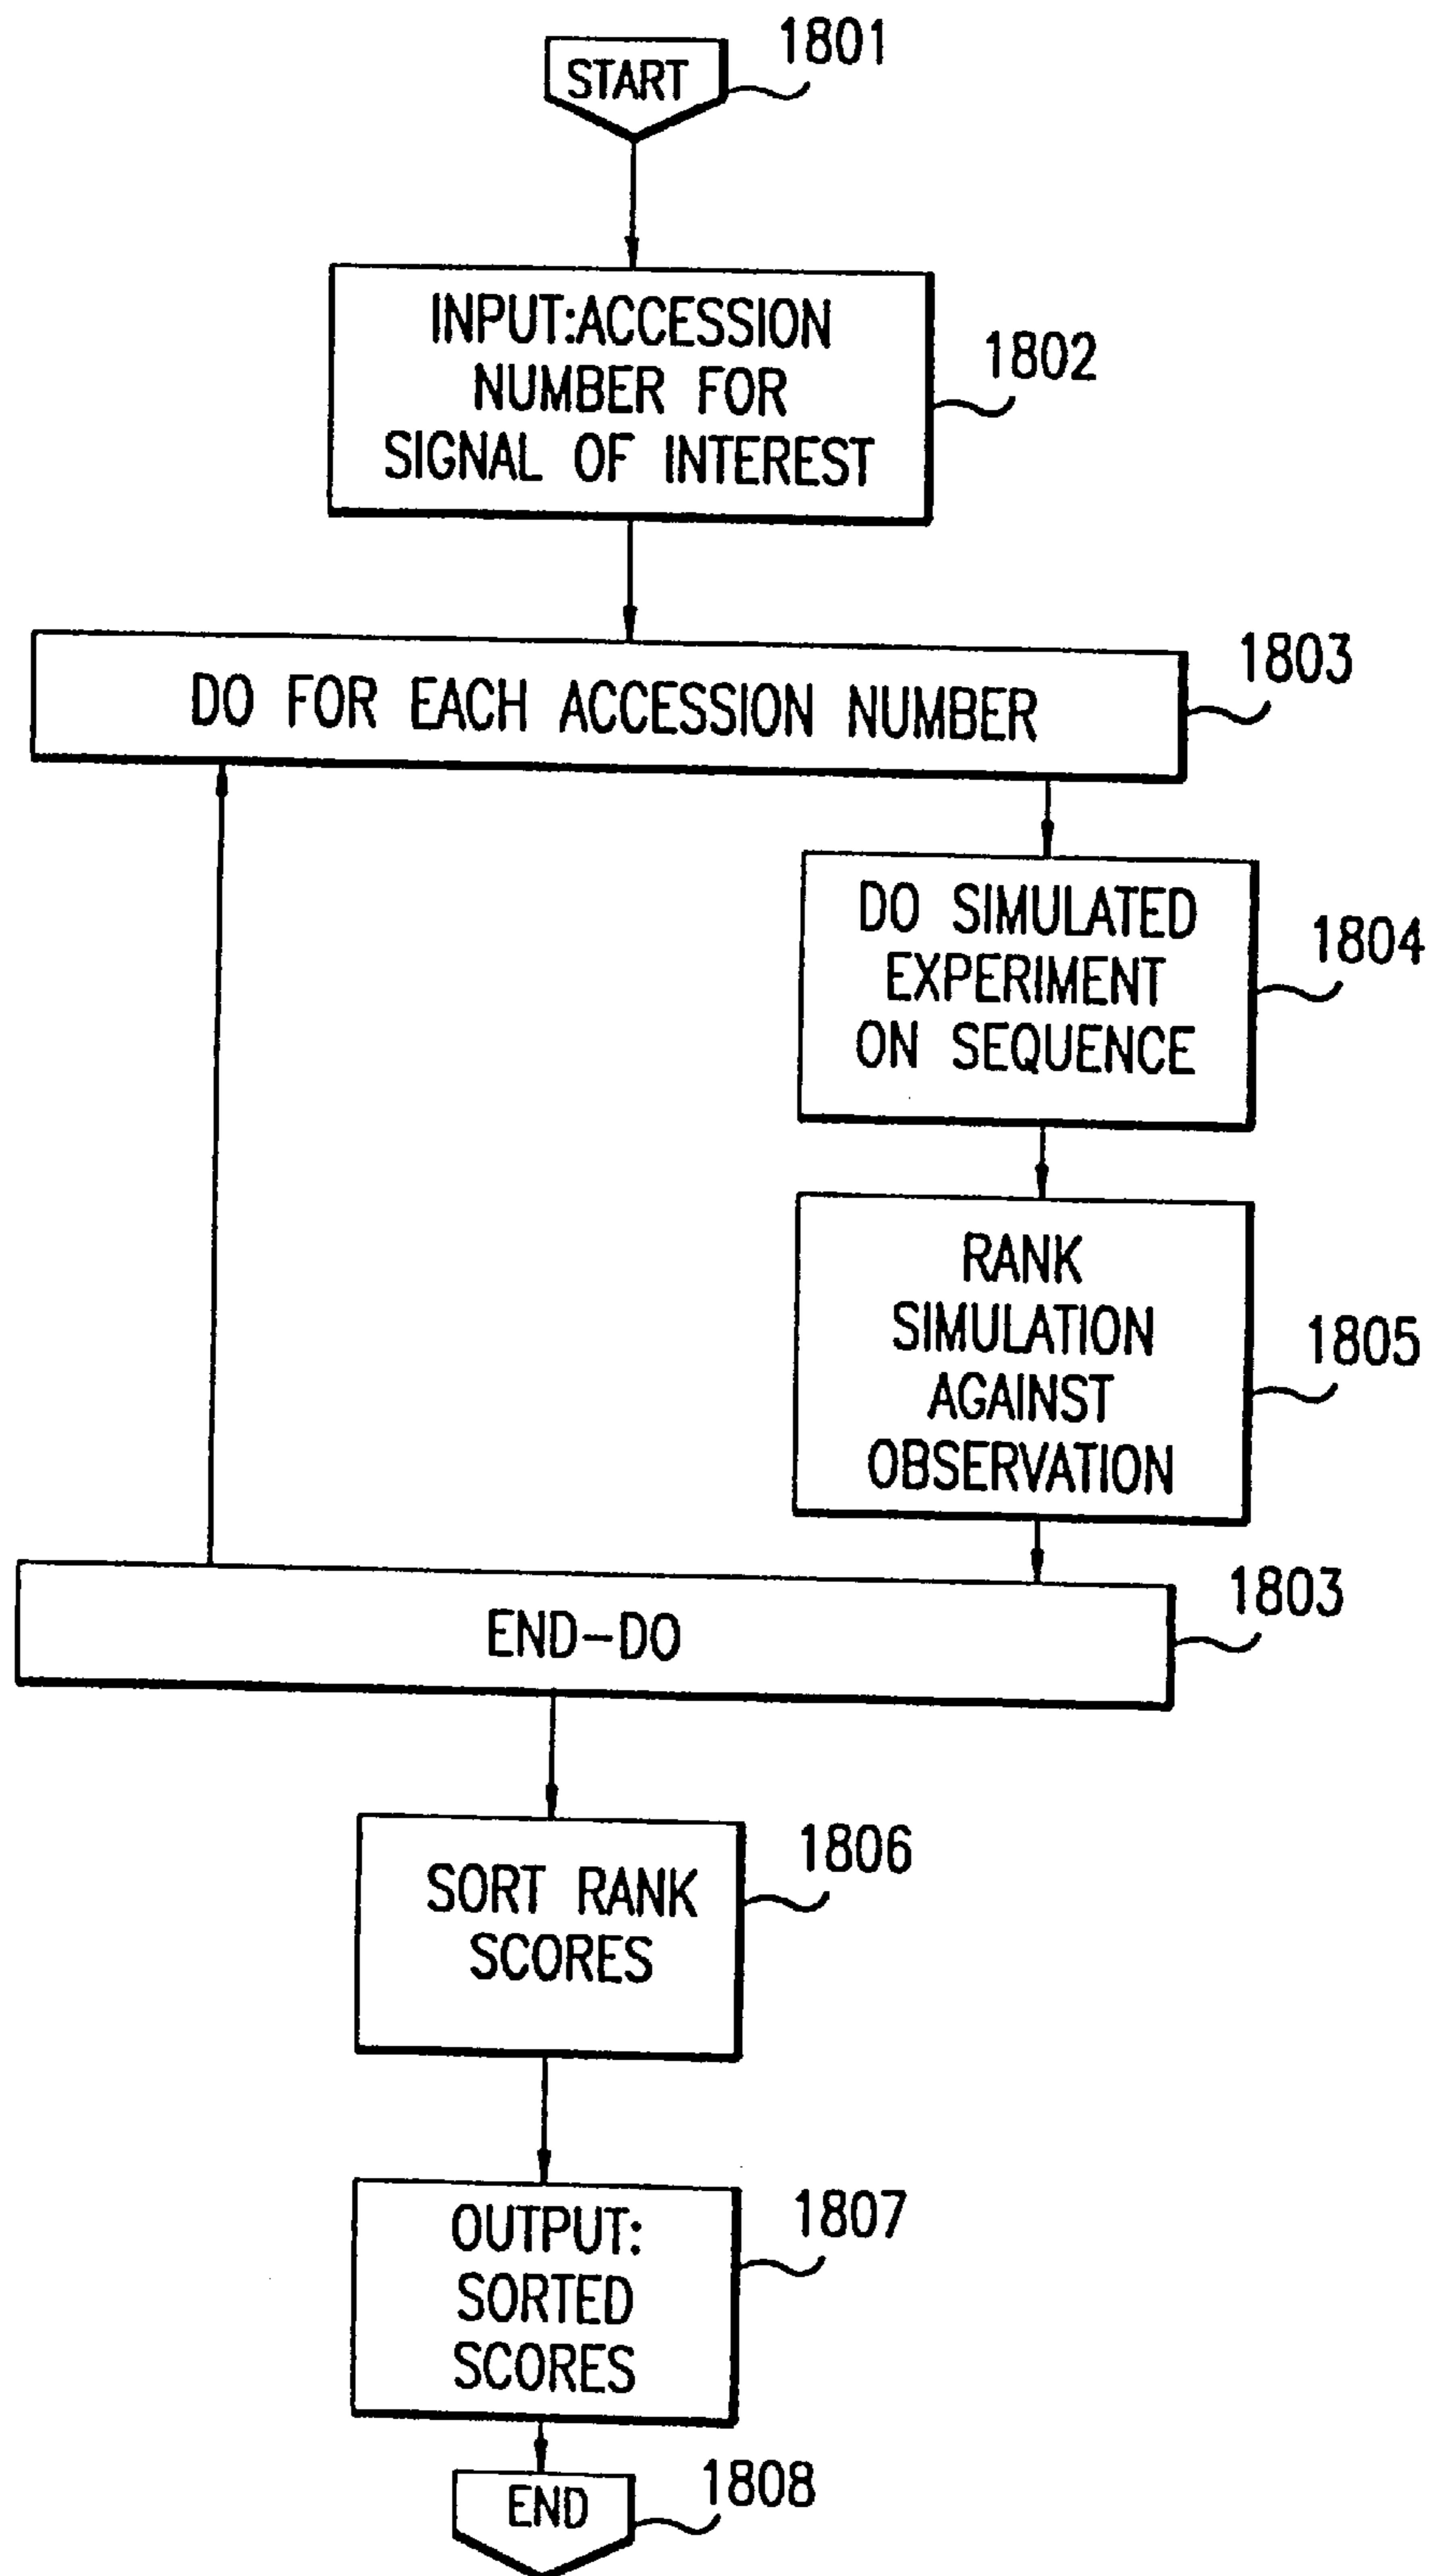 START
1801
INPUT:ACCESSION
NUMBER FOR
SIGNAL OF INTEREST
1802
DO FOR EACH ACCESSION NUMBER
1803
DO SIMULATED
EXPERIMENT
ON SEQUENCE
1804
RANK
SIMULATION
AGAINST
OBSERVATION
1805
END-DO
1803
SORT RANK
SCORES
1806
OUTPUT:
SORTED
SCORES
1807
END
1808